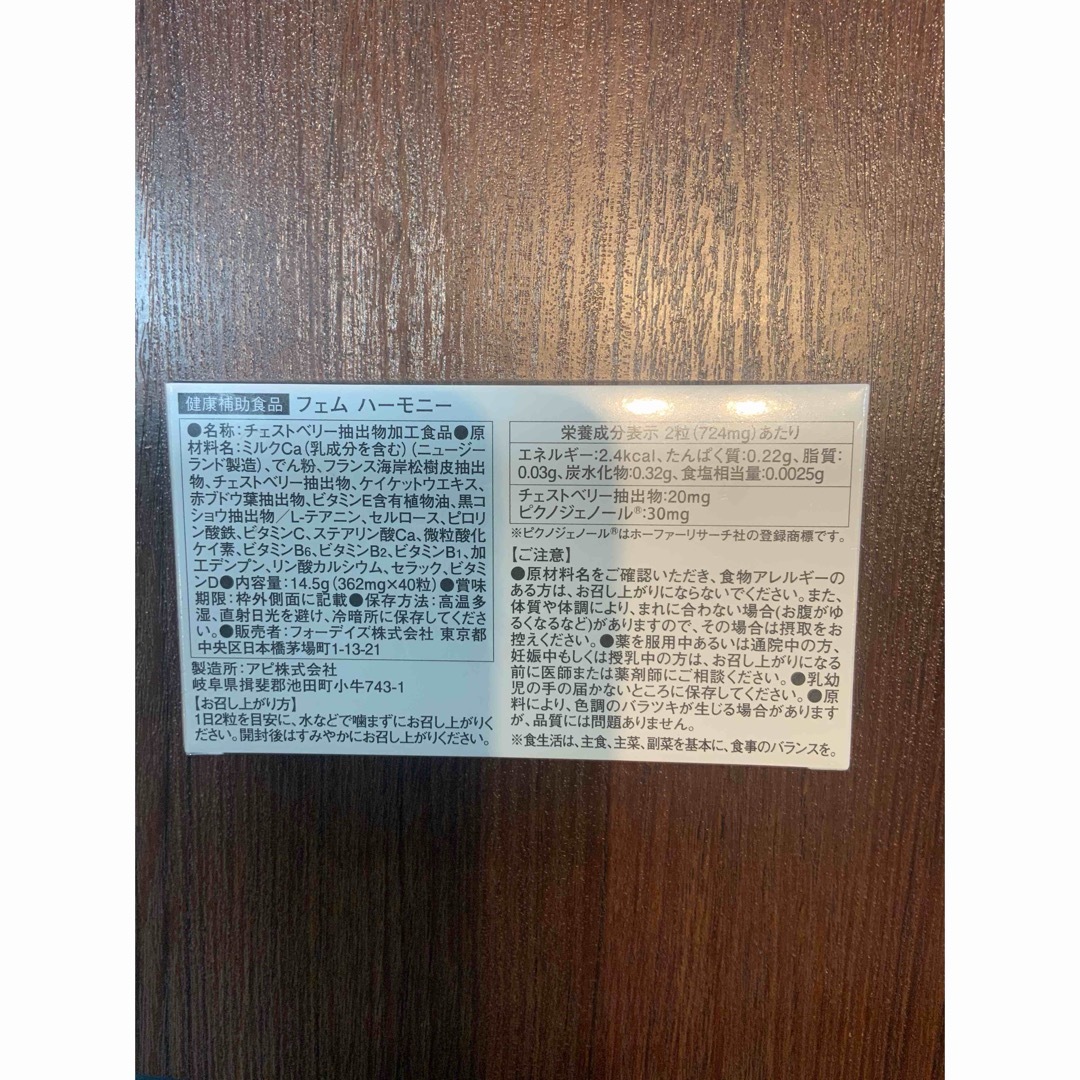 健康補助食品 フェム ハーモニー
●名称:チェストベリー抽出物加工食品●原
材料名:ミルクCa(乳成分を含む)(ニュージー
ランド製造)、でん粉、フランス海岸松樹皮抽出
物、チェストベリー抽出物、ケイケットウエキス、
赤ブドウ葉抽出物、ビタミンE含有植物油、黒コ
ショウ抽出物/L-テアニン、セルロース、ピロリ
ン酸鉄、ビタミンC、ステアリン酸Ca、微粒酸化
ケイ素、ビタミンB6、ビタミンB2、ビタミンB1、加
工デンプン、リン酸カルシウム、セラック、ビタミ
ンD●内容量:14.5g(362mg×40粒)●賞味
期限:枠外側面に記載●保存方法:高温多
湿、直射日光を避け、冷暗所に保存してくださ
い。●販売者:フォーデイズ株式会社 東京都
中央区日本橋茅場町1-13-21
製造所:アピ株式会社
岐阜県揖斐郡池田町小牛743-1
【お召し上がり方】
1日2粒を目安に、水などで噛まずにお召し上がりく
ださい。開封後はすみやかにお召し上がりください。
栄養成分表示 2粒(724mg)あたり
エネルギー:2.4kcal、たんぱく質:0.22g、脂質:
0.03g、炭水化物:0.32g、食塩相当量:0.0025g
チェストベリー抽出物:20mg
ピクノジェノール®:30mg
※ピクノジェノール®はホーファーリサーチ社の登録商標です。
【ご注意】
●原材料名をご確認いただき、食物アレルギーの
ある方は、お召し上がりにならないでください。また、
体質や体調により、まれに合わない場合(お腹がゆ
るくなるなど)がありますので、その場合は摂取をお
控えください。●薬を服用中あるいは通院中の方、
妊娠中もしくは授乳中の方は、お召し上がりになる
前に医師または薬剤師にご相談ください。●乳幼
児の手の届かないところに保存してください。●原
料により、色調のバラツキが生じる場合があります
が、品質には問題ありません。
※食生活は、主食、主菜、副菜を基本に、食事のバランスを。